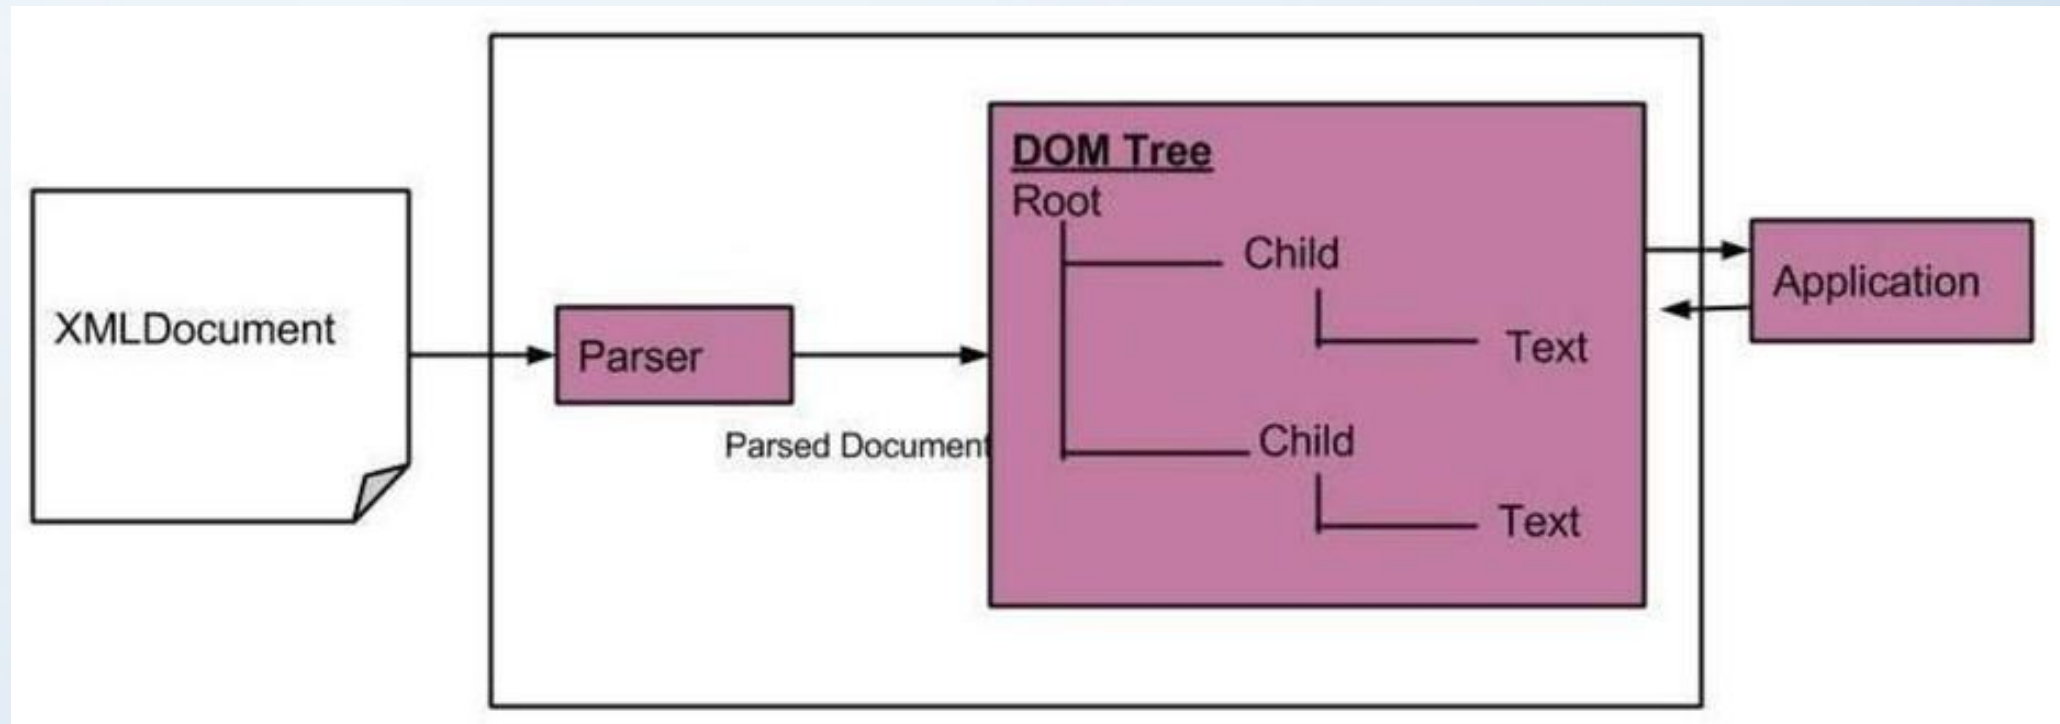 XMLDocument
Parser
Parsed Document
DOM Tree
Root
Child
Text
Child
Text
Application